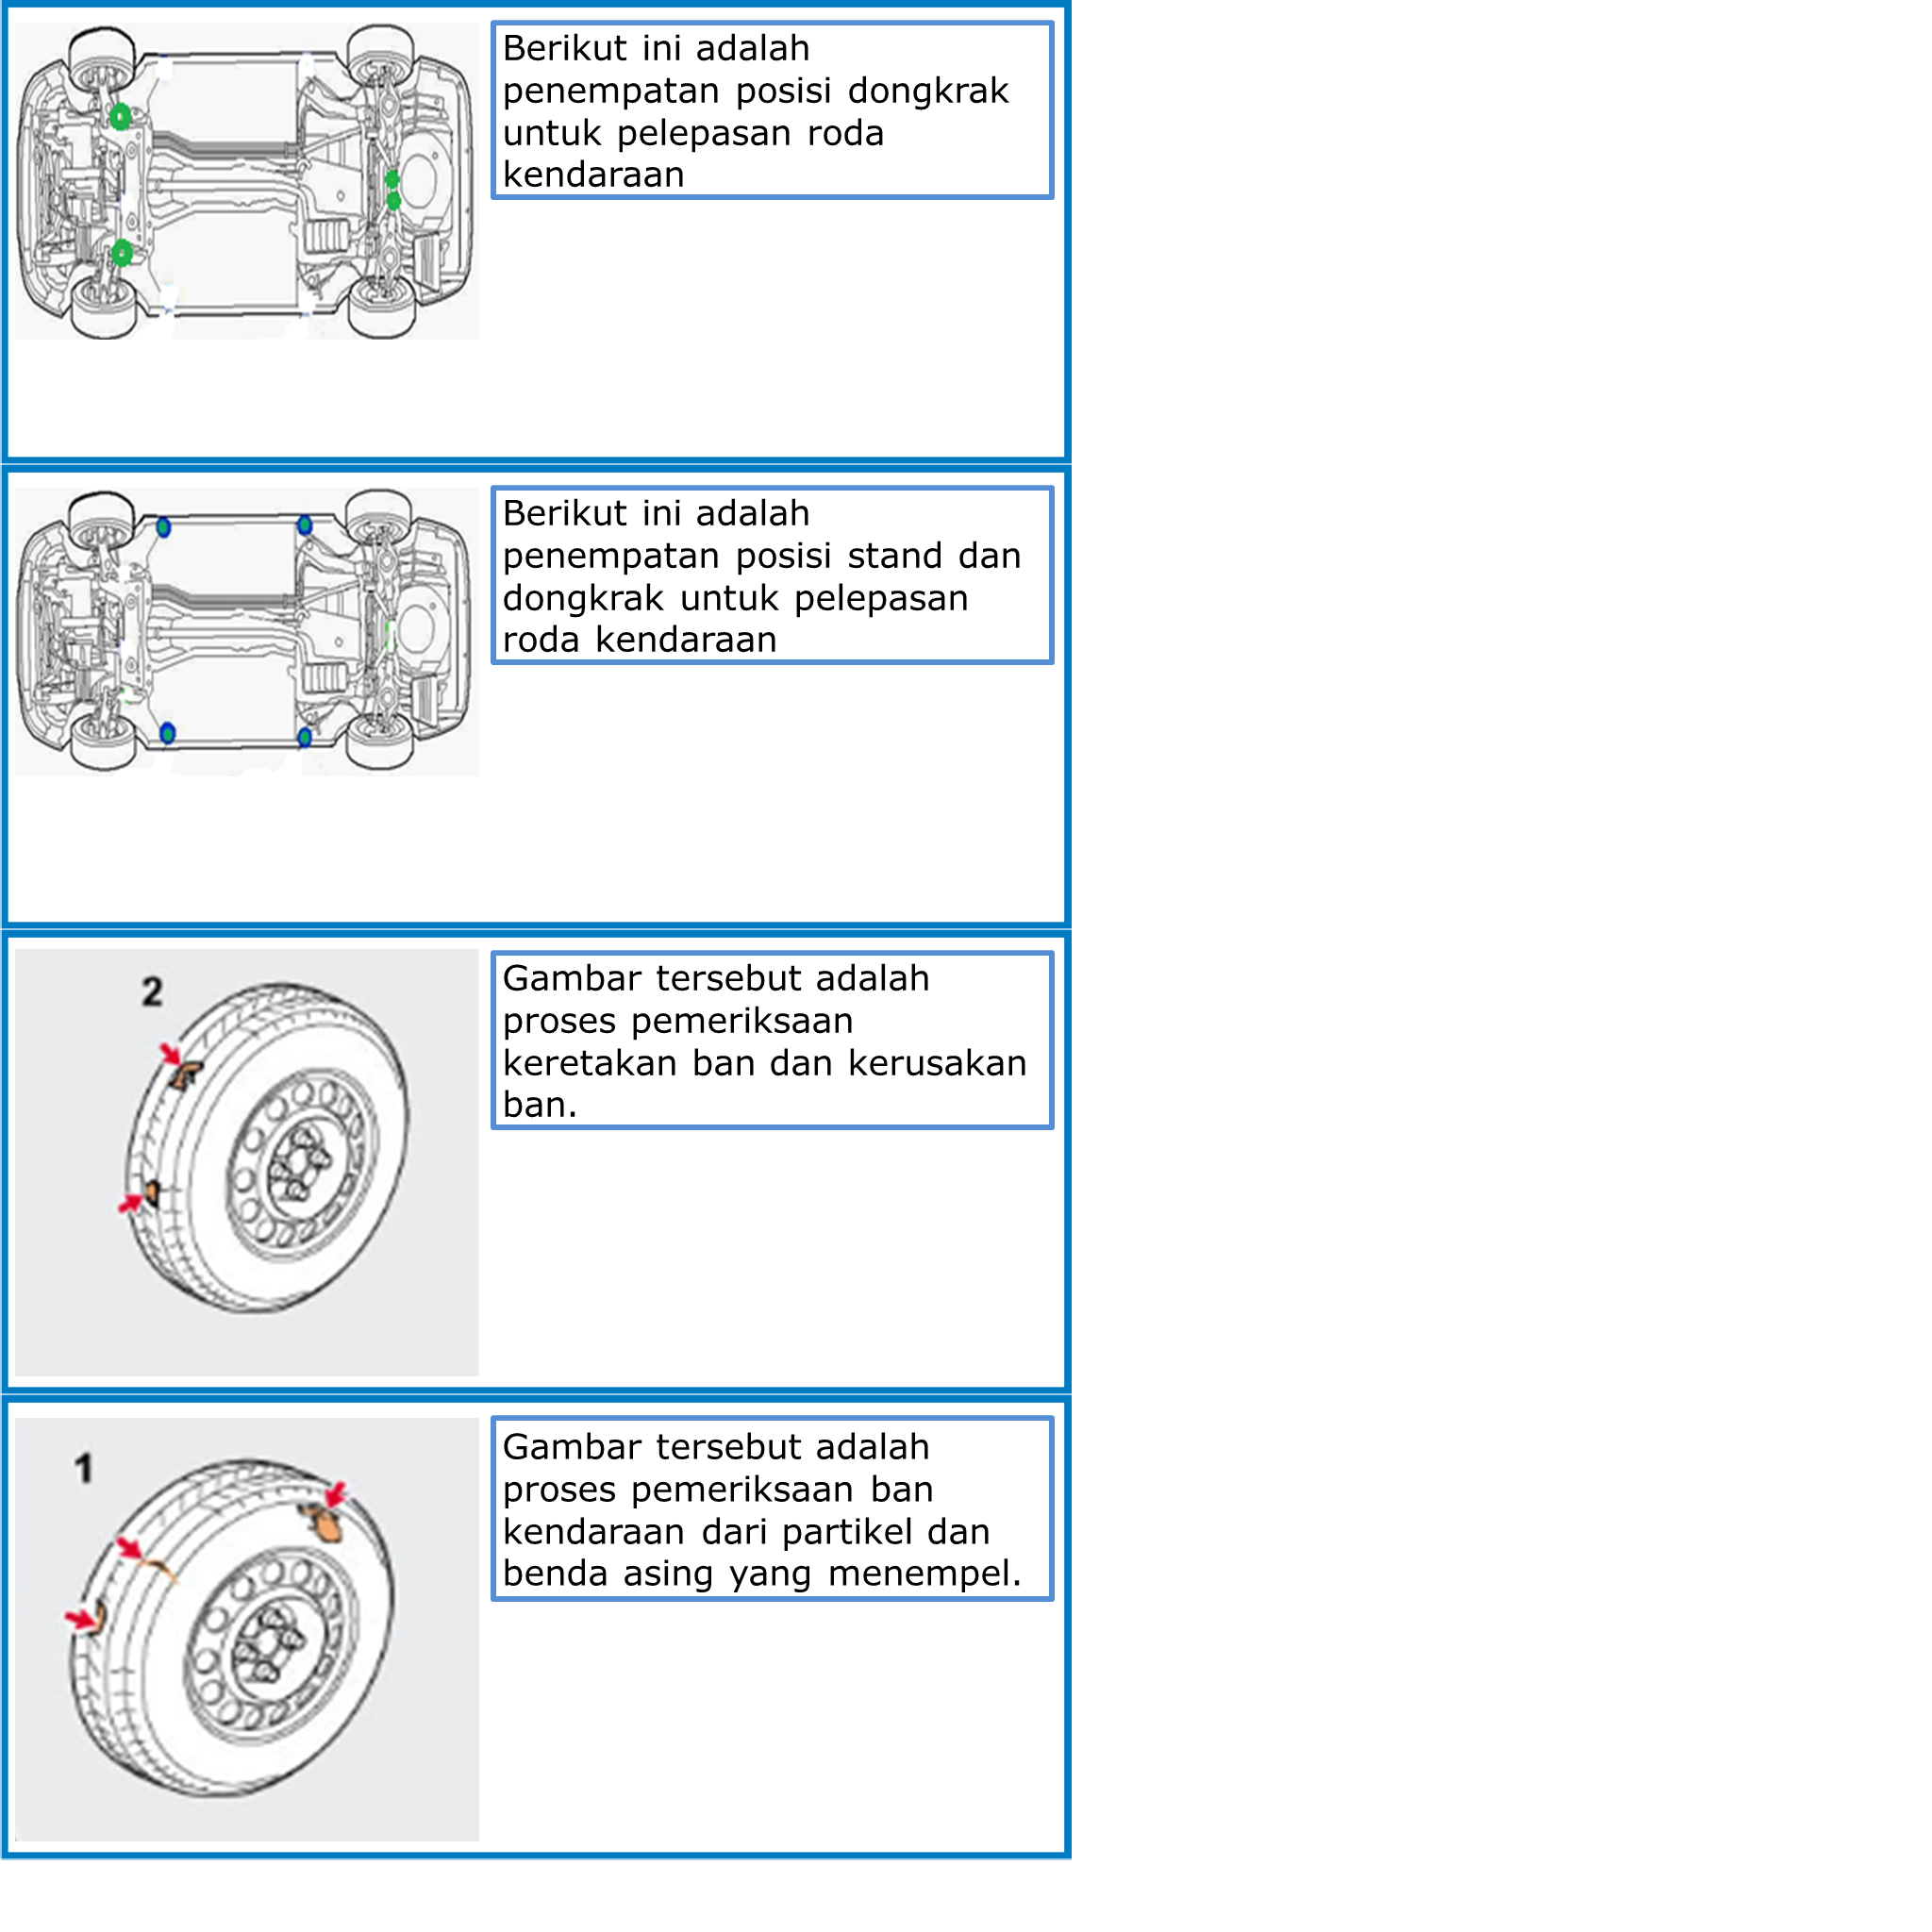 Berikut ini adalah
penempatan posisi dongkrak
untuk pelepasan roda
kendaraan
Berikut ini adalah
penempatan posisi stand dan
dongkrak untuk pelepasan
roda kendaraan
2
Gambar tersebut adalah
proses pemeriksaan
keretakan ban dan kerusakan
ban.
1
Gambar tersebut adalah
proses pemeriksaan ban
kendaraan dari partikel dan
benda asing yang menempel.